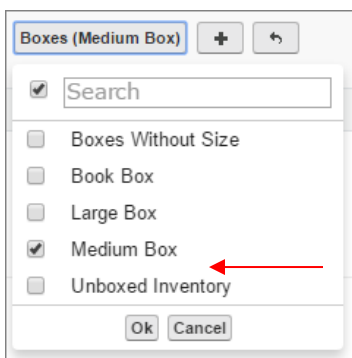 Boxes (Medium Box)
Search
Boxes Without Size
Book Box
Large Box
Medium Box
Unboxed Inventory
Ok Cancel